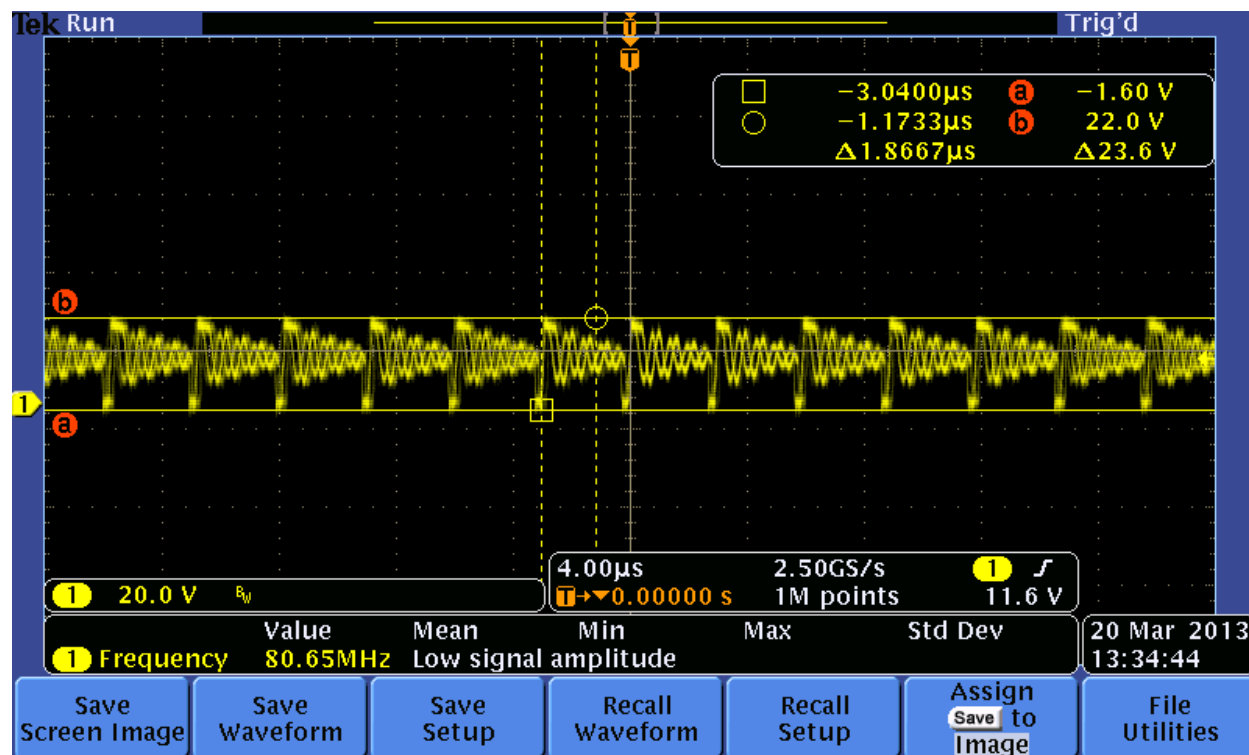 Tek Run Trig'd
T
T
−3.0400µs a −1.60 V
−1.1733µs b 22.0 V
Δ1.8667µs Δ23.6 V
b
1
a
4.00µs 2.50GS/s 1
1 20.0 V BW T→▼0.00000 s 1M points 11.6 V
Value Mean Min Max Std Dev
1 Frequency 80.65MHz Low signal amplitude
20 Mar 2013
13:34:44
Save Screen Image
Save Waveform
Save Setup
Recall Waveform
Recall Setup
Assign Save to Image
File Utilities